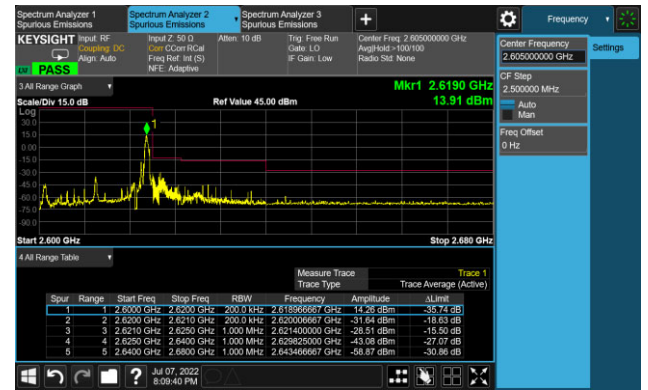 Spectrum Analyzer 1
Spurious Emissions
Spectrum Analyzer 2
Spurious Emissions
Spectrum Analyzer 3
Spurious Emissions
+
Frequency
KEYSIGHT
Input: RF
Coupling: DC
Align: Auto
Input Z: 50 Ω
Corr CCorr RCal
Freq Ref: Int (S)
NFE: Adaptive
Atten: 10 dB
Trig: Free Run
Gate: LO
IF Gain: Low
Center Freq: 2.605000000 GHz
Avg|Hold:>100/100
Radio Std: None
PASS
Center Frequency
2.605000000 GHz
Settings
CF Step
2.500000 MHz
Auto
Man
Freq Offset
0 Hz
3 All Range Graph
Mkr1 2.6190 GHz
Scale/Div 15.0 dB
Ref Value 45.00 dBm
13.91 dBm
Log
30.0
15.0
0.00
-15.0
-30.0
-45.0
-60.0
-75.0
-90.0
1
Start 2.600 GHz
Stop 2.680 GHz
4 All Range Table
Measure Trace Trace 1
Trace Type Trace Average (Active)
Spur Range Start Freq Stop Freq RBW Frequency Amplitude ΔLimit
1 1 2.6000 GHz 2.6200 GHz 200.0 kHz 2.618966667 GHz 14.26 dBm -35.74 dB
2 2 2.6200 GHz 2.6210 GHz 200.0 kHz 2.620006667 GHz -31.64 dBm -18.63 dB
3 3 2.6210 GHz 2.6250 GHz 1.000 MHz 2.621400000 GHz -28.51 dBm -15.50 dB
4 4 2.6250 GHz 2.6400 GHz 1.000 MHz 2.629825000 GHz -43.08 dBm -27.07 dB
5 5 2.6400 GHz 2.6800 GHz 1.000 MHz 2.643466667 GHz -58.87 dBm -30.86 dB
?
Jul 07, 2022
8:09:40 PM